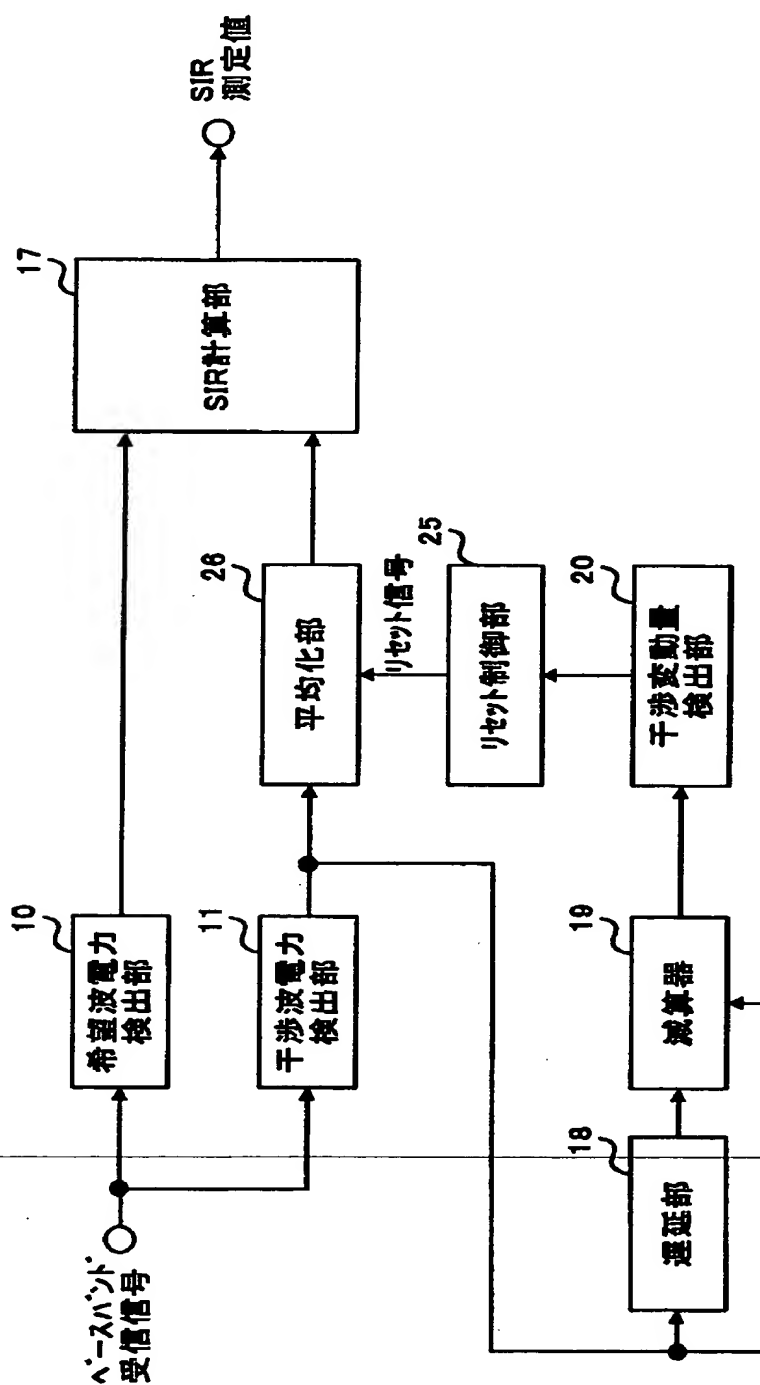 ベースバンド
受信信号
10
希望波電力
検出部
11
干渉波電力
検出部
26
平均化部
リセット信号
25
リセット制御部
17
SIR計算部
SIR
測定値
18
遅延部
19
減算器
20
干渉変動量
検出部